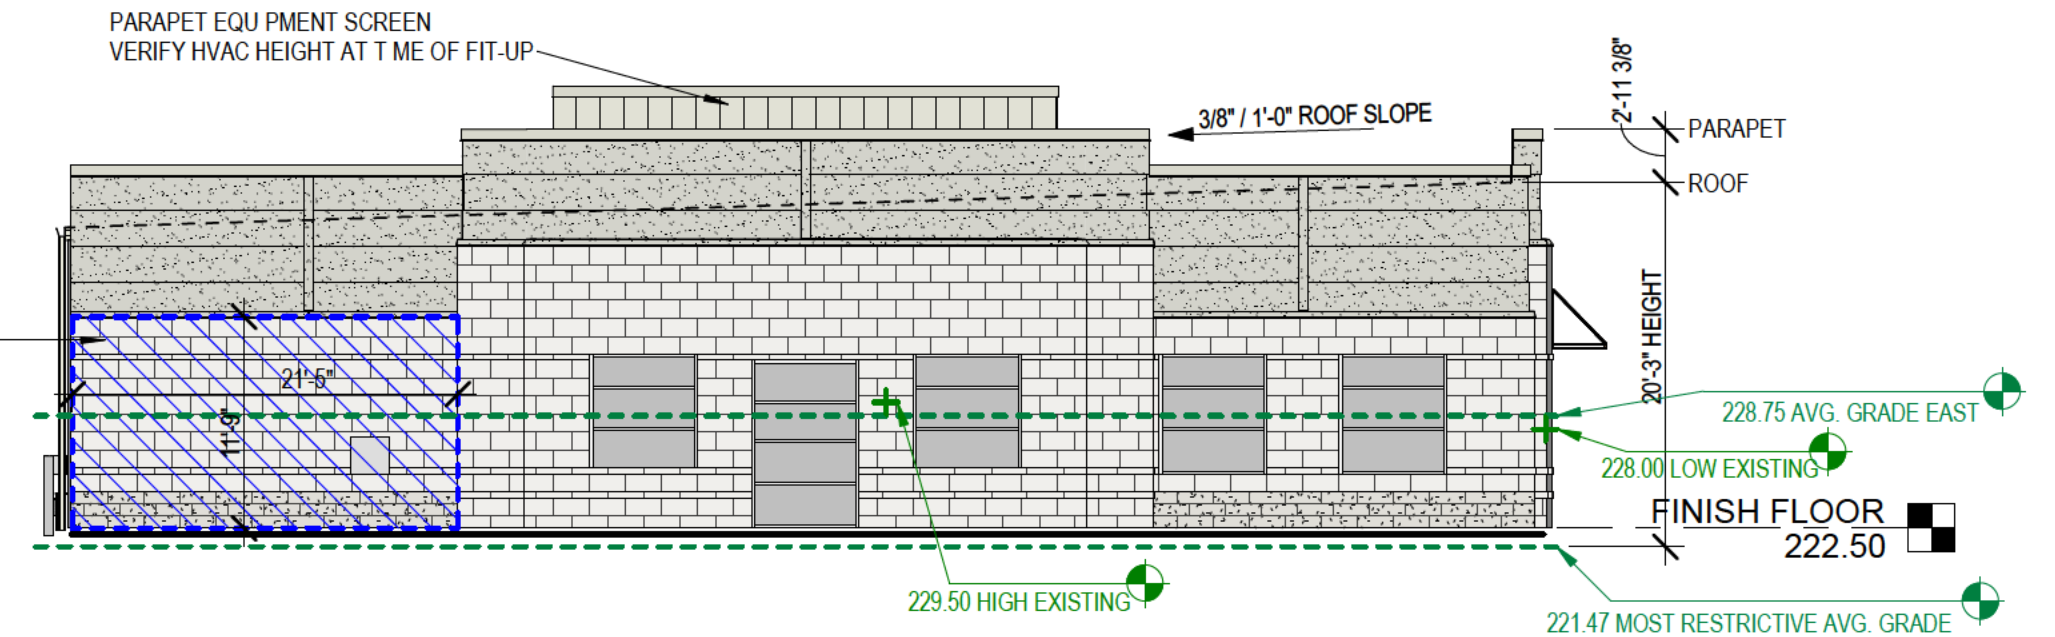 PARAPET EQU PMENT SCREEN
VERIFY HVAC HEIGHT AT T ME OF FIT-UP
3/8" / 1'-0" ROOF SLOPE
2'-11 3/8"
PARAPET
ROOF
20'-3" HEIGHT
21'-5"
11'-9"
228.75 AVG. GRADE EAST
228.00 LOW EXISTING
FINISH FLOOR
222.50
229.50 HIGH EXISTING
221.47 MOST RESTRICTIVE AVG. GRADE